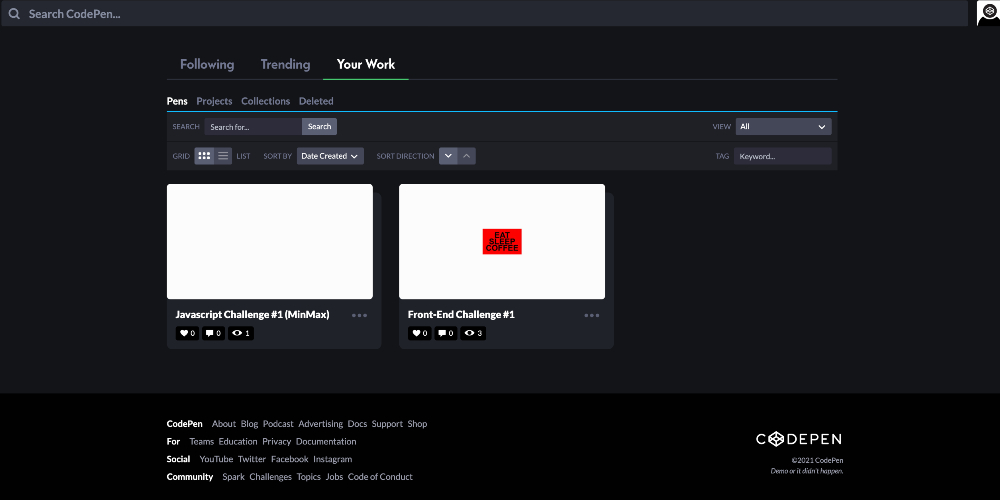 Search CodePen...
Following Trending Your Work
Pens Projects Collections Deleted
SEARCH Search for... Search VIEW All
GRID LIST SORT BY Date Created SORT DIRECTION TAG Keyword...
EAT
SLEEP
COFFEE
Javascript Challenge #1 (MinMax)
0 0 1
Front-End Challenge #1
0 0 3
CodePen About Blog Podcast Advertising Docs Support Shop
For Teams Education Privacy Documentation
Social YouTube Twitter Facebook Instagram
Community Spark Challenges Topics Jobs Code of Conduct
CODEPEN
©2021 CodePen
Demo or it didn't happen.